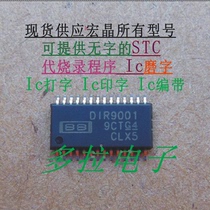 现货供应宏晶所有型号
可提供无字的STC
代烧录程序 Ic磨字
Ic打字 Ic印字 Ic编带
BB
DIR9001
9CTG4
CLX5
多拉电子